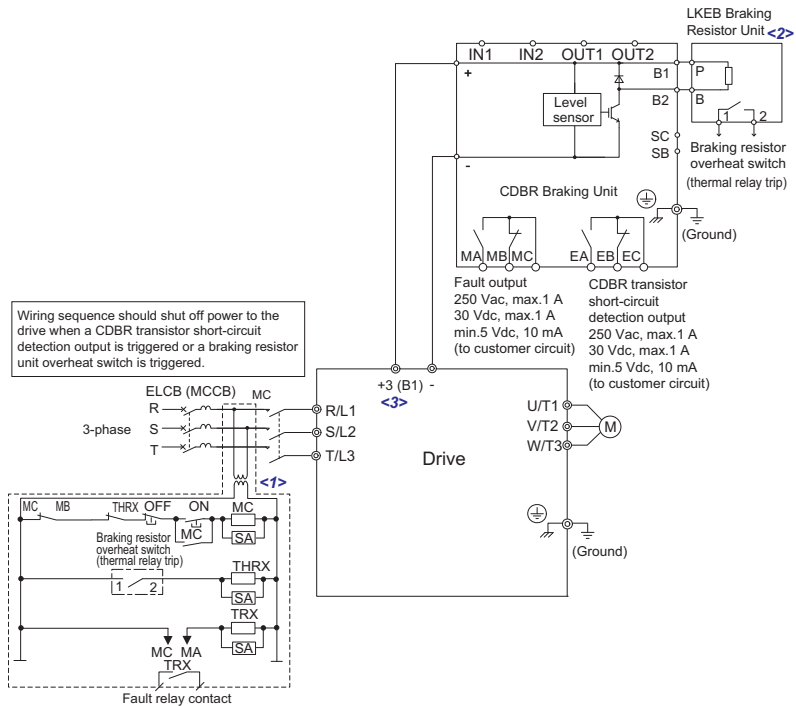 LKEB Braking
Resistor Unit <2>
IN1 IN2 OUT1 OUT2
+
B1
P
Level
sensor
B2
B
1 2
SC
SB
-
Braking resistor
overheat switch
(thermal relay trip)
CDBR Braking Unit
(Ground)
MA MB MC
EA EB EC
Fault output
250 Vac, max.1 A
30 Vdc, max.1 A
min.5 Vdc, 10 mA
(to customer circuit)
CDBR transistor
short-circuit
detection output
250 Vac, max.1 A
30 Vdc, max.1 A
min.5 Vdc, 10 mA
(to customer circuit)
Wiring sequence should shut off power to the
drive when a CDBR transistor short-circuit
detection output is triggered or a braking resistor
unit overheat switch is triggered.
+3 (B1) -
<3>
ELCB (MCCB)
MC
3-phase
R
S
T
R/L1
S/L2
T/L3
Drive
U/T1
V/T2
W/T3
M
<1>
(Ground)
MC MB THRX OFF ON MC
MC
SA
Braking resistor
overheat switch
(thermal relay trip)
1 2
THRX
SA
TRX
SA
MC MA
TRX
Fault relay contact